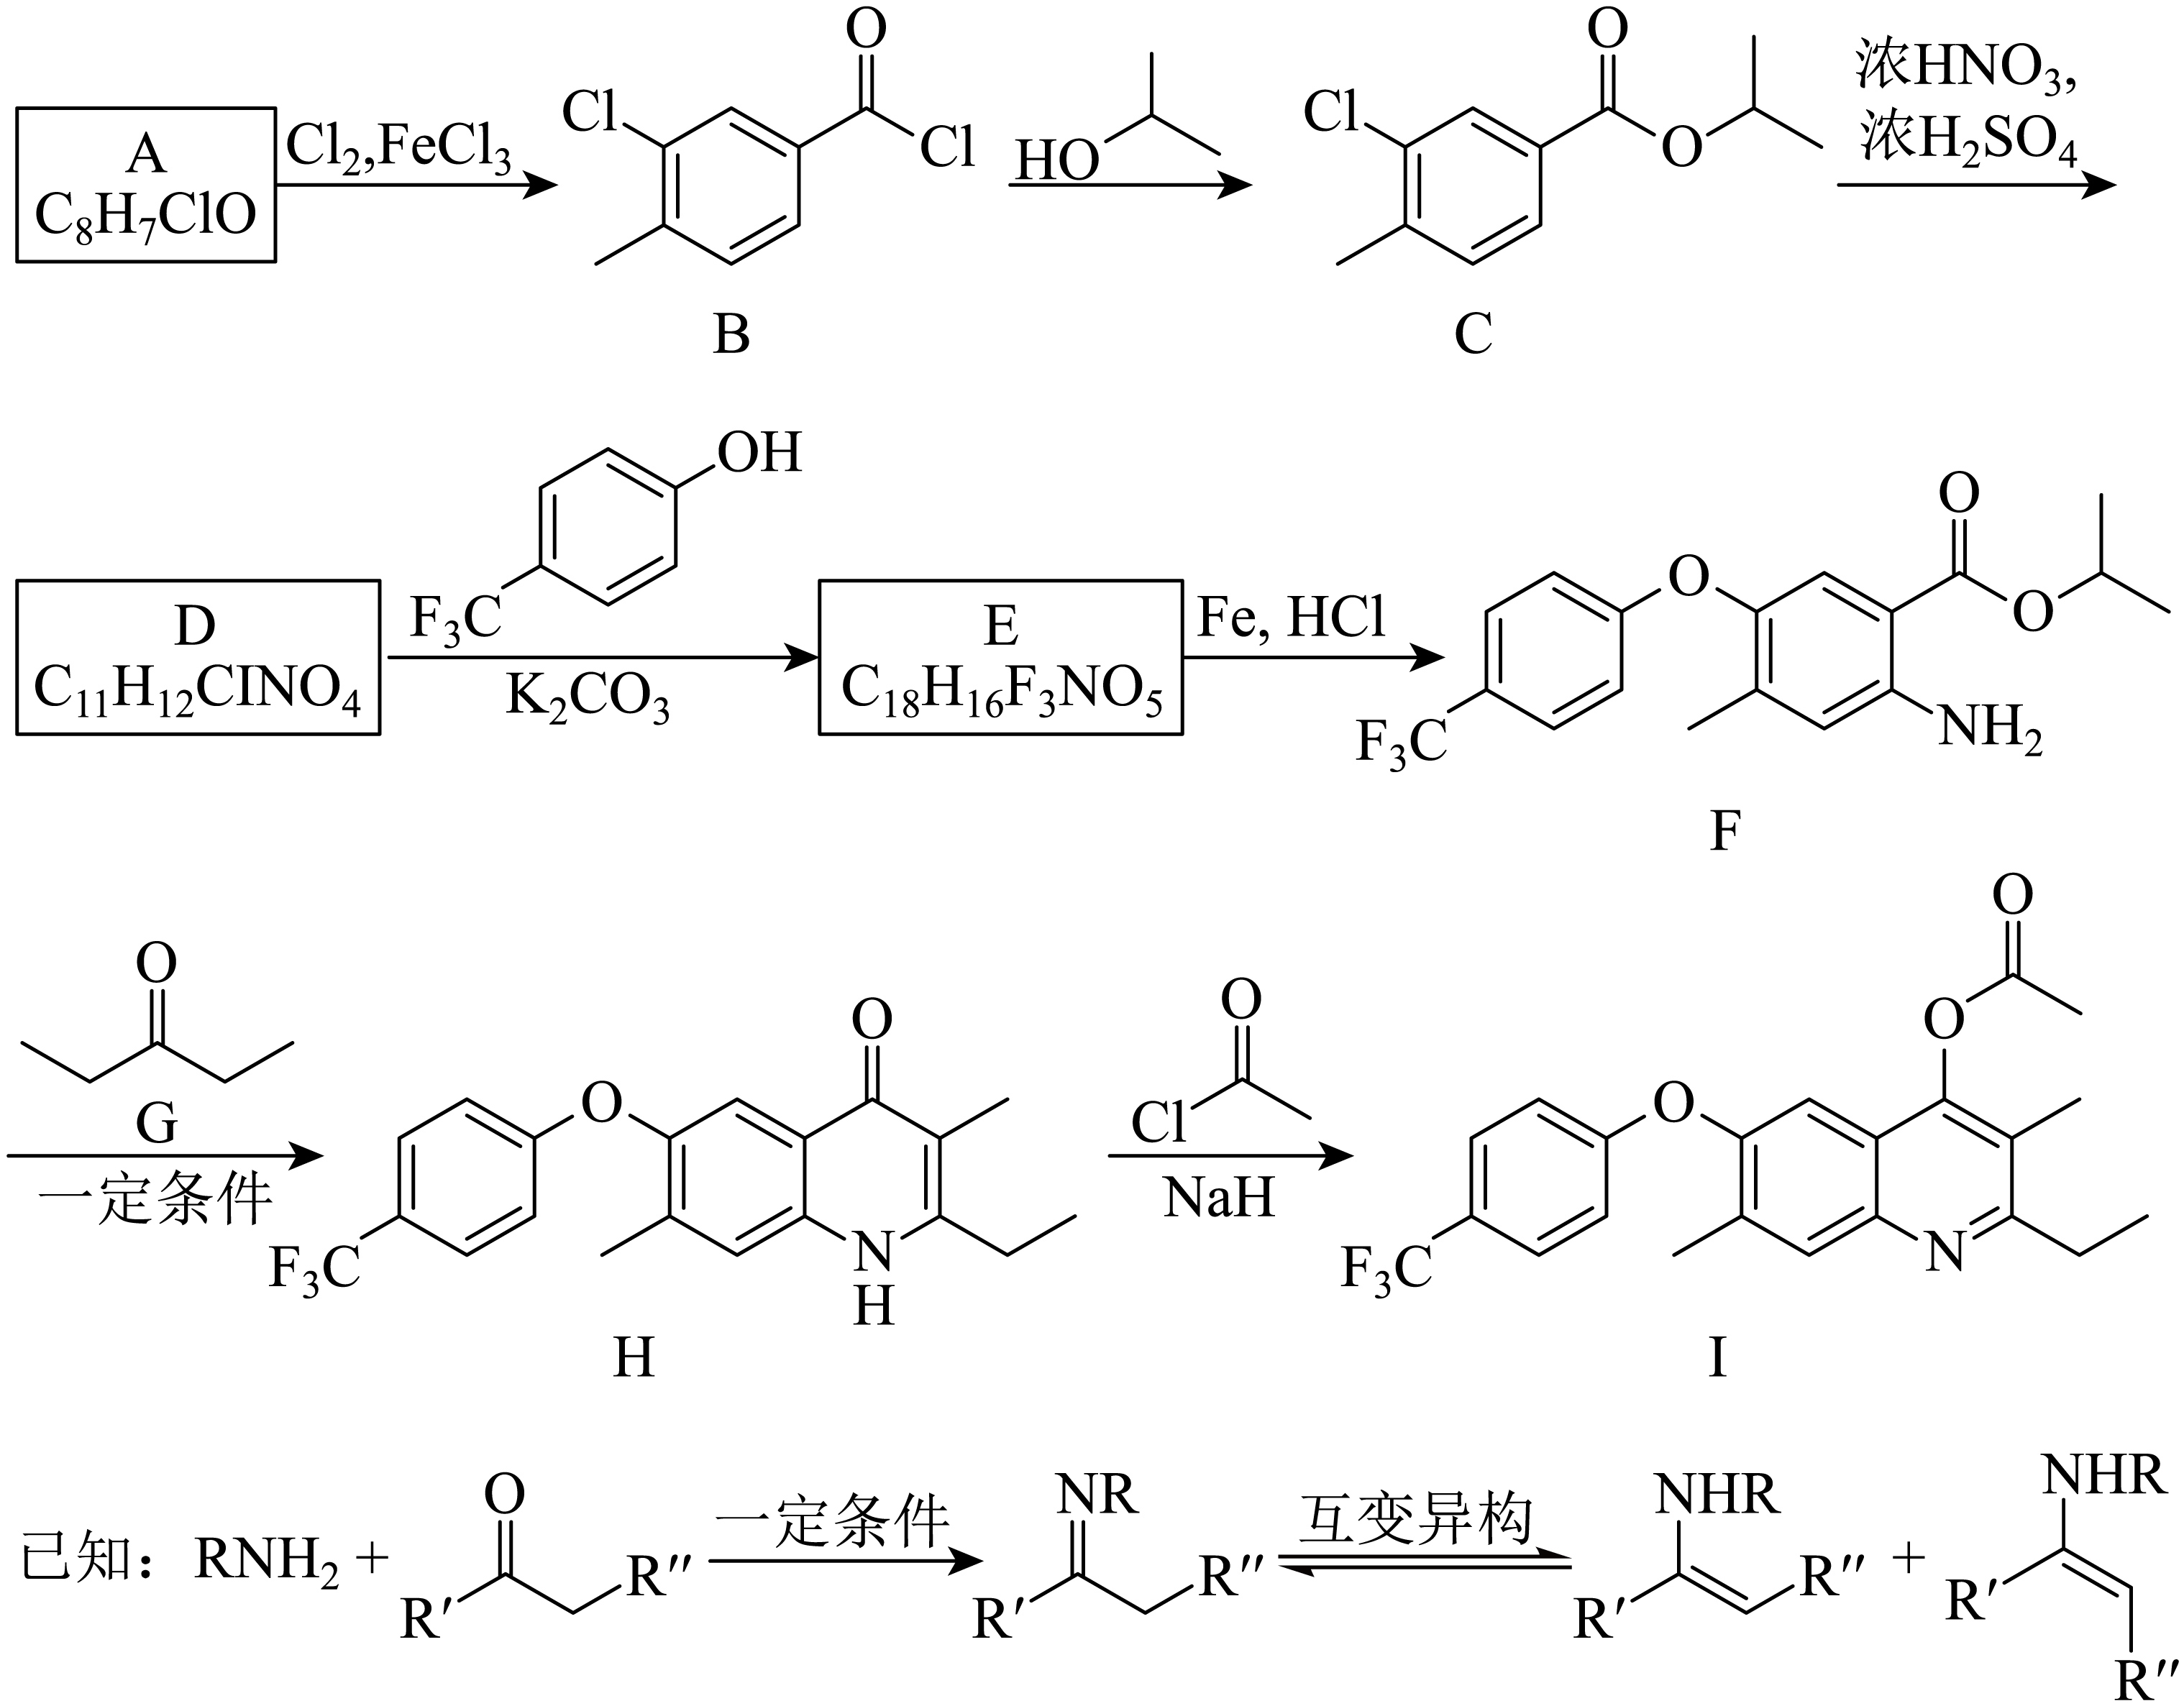 A
C₈H₇ClO
Cl₂,FeCl₃
Cl
O
Cl
B
HO
Cl
O
O
C
浓HNO₃,
浓H₂SO₄
D
C₁₁H₁₂ClNO₄
OH
F₃C
K₂CO₃
E
C₁₈H₁₆F₃NO₅
Fe, HCl
O
O
O
F₃C
NH₂
F
O
G
一定条件
O
O
F₃C
N
H
H
O
Cl
NaH
O
O
O
F₃C
N
I
已知：RNH₂+
O
R′
R″
一定条件
NR
R′
R″
互变异构
NHR
R′
R″
+
NHR
R′
R″